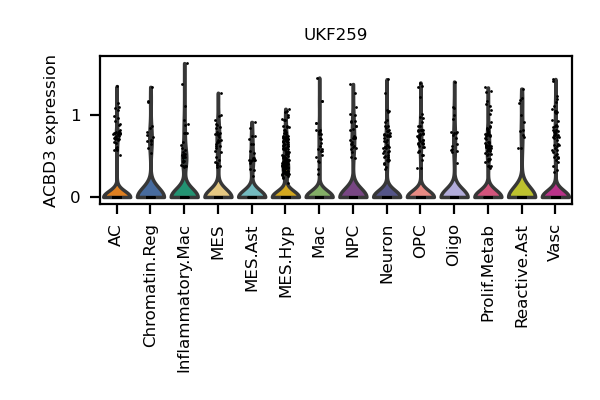 UKF259
ACBD3 expression
1
0
AC
Chromatin.Reg
Inflammatory.Mac
MES
MES.Ast
MES.Hyp
Mac
NPC
Neuron
OPC
Oligo
Prolif.Metab
Reactive.Ast
Vasc